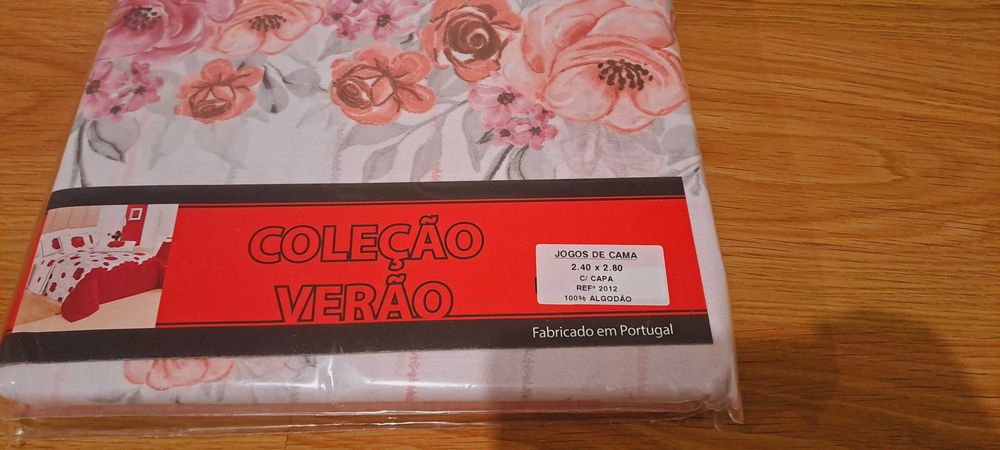 COLEÇÃO
VERÃO
JOGOS DE CAMA
2.40 x 2.80
C/ CAPA
REFª 2012
100% ALGODÃO
Fabricado em Portugal